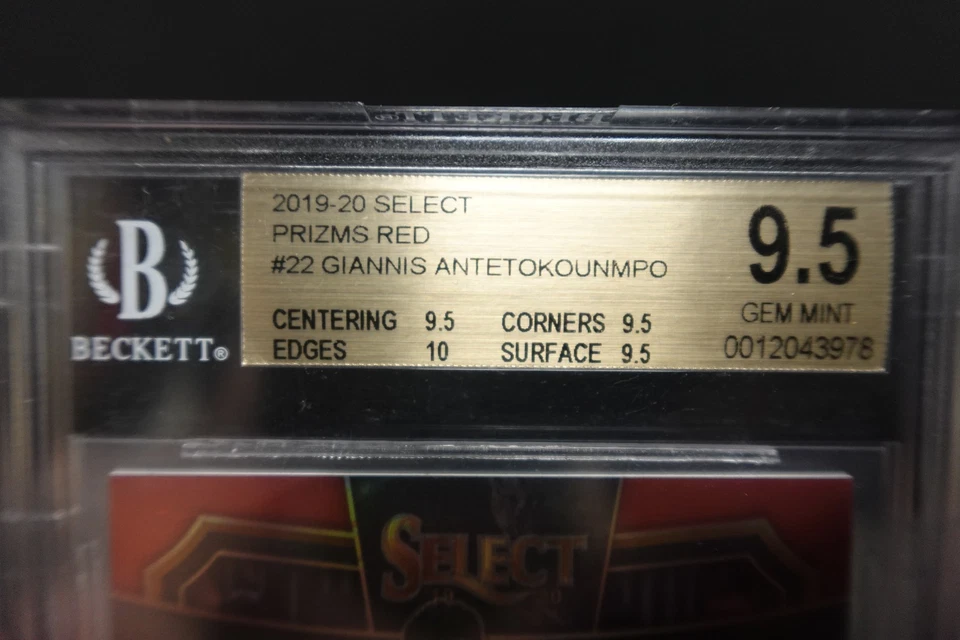 2019-20 SELECT
PRIZMS RED
#22 GIANNIS ANTETOKOUNMPO
9.5
GEM MINT
0012043978
CENTERING 9.5 CORNERS 9.5
EDGES 10 SURFACE 9.5
B
BECKETT®
SELECT